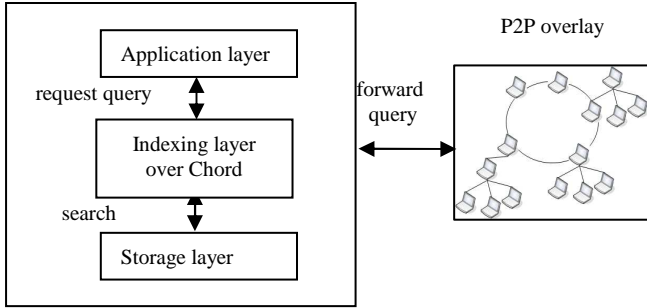 P2P overlay
Application layer
request query
forward
query
Indexing layer
over Chord
search
Storage layer